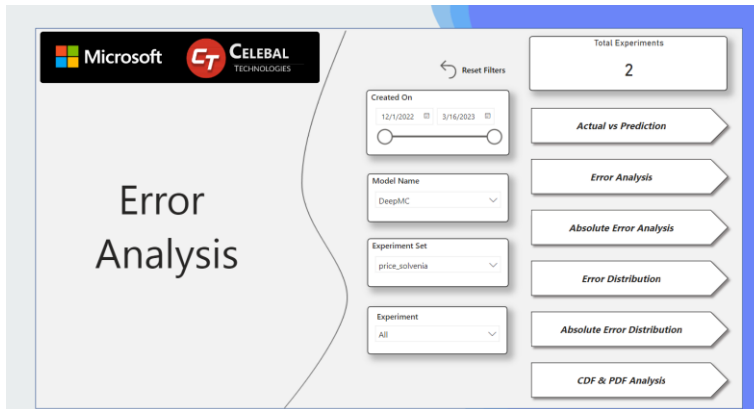 Microsoft
CT
CELEBAL
TECHNOLOGIES
Error
Analysis
Reset Filters
Created On
12/1/2022
3/16/2023
Model Name
DeepMC
Experiment Set
price_solvenia
Experiment
All
Total Experiments
2
Actual vs Prediction
Error Analysis
Absolute Error Analysis
Error Distribution
Absolute Error Distribution
CDF & PDF Analysis